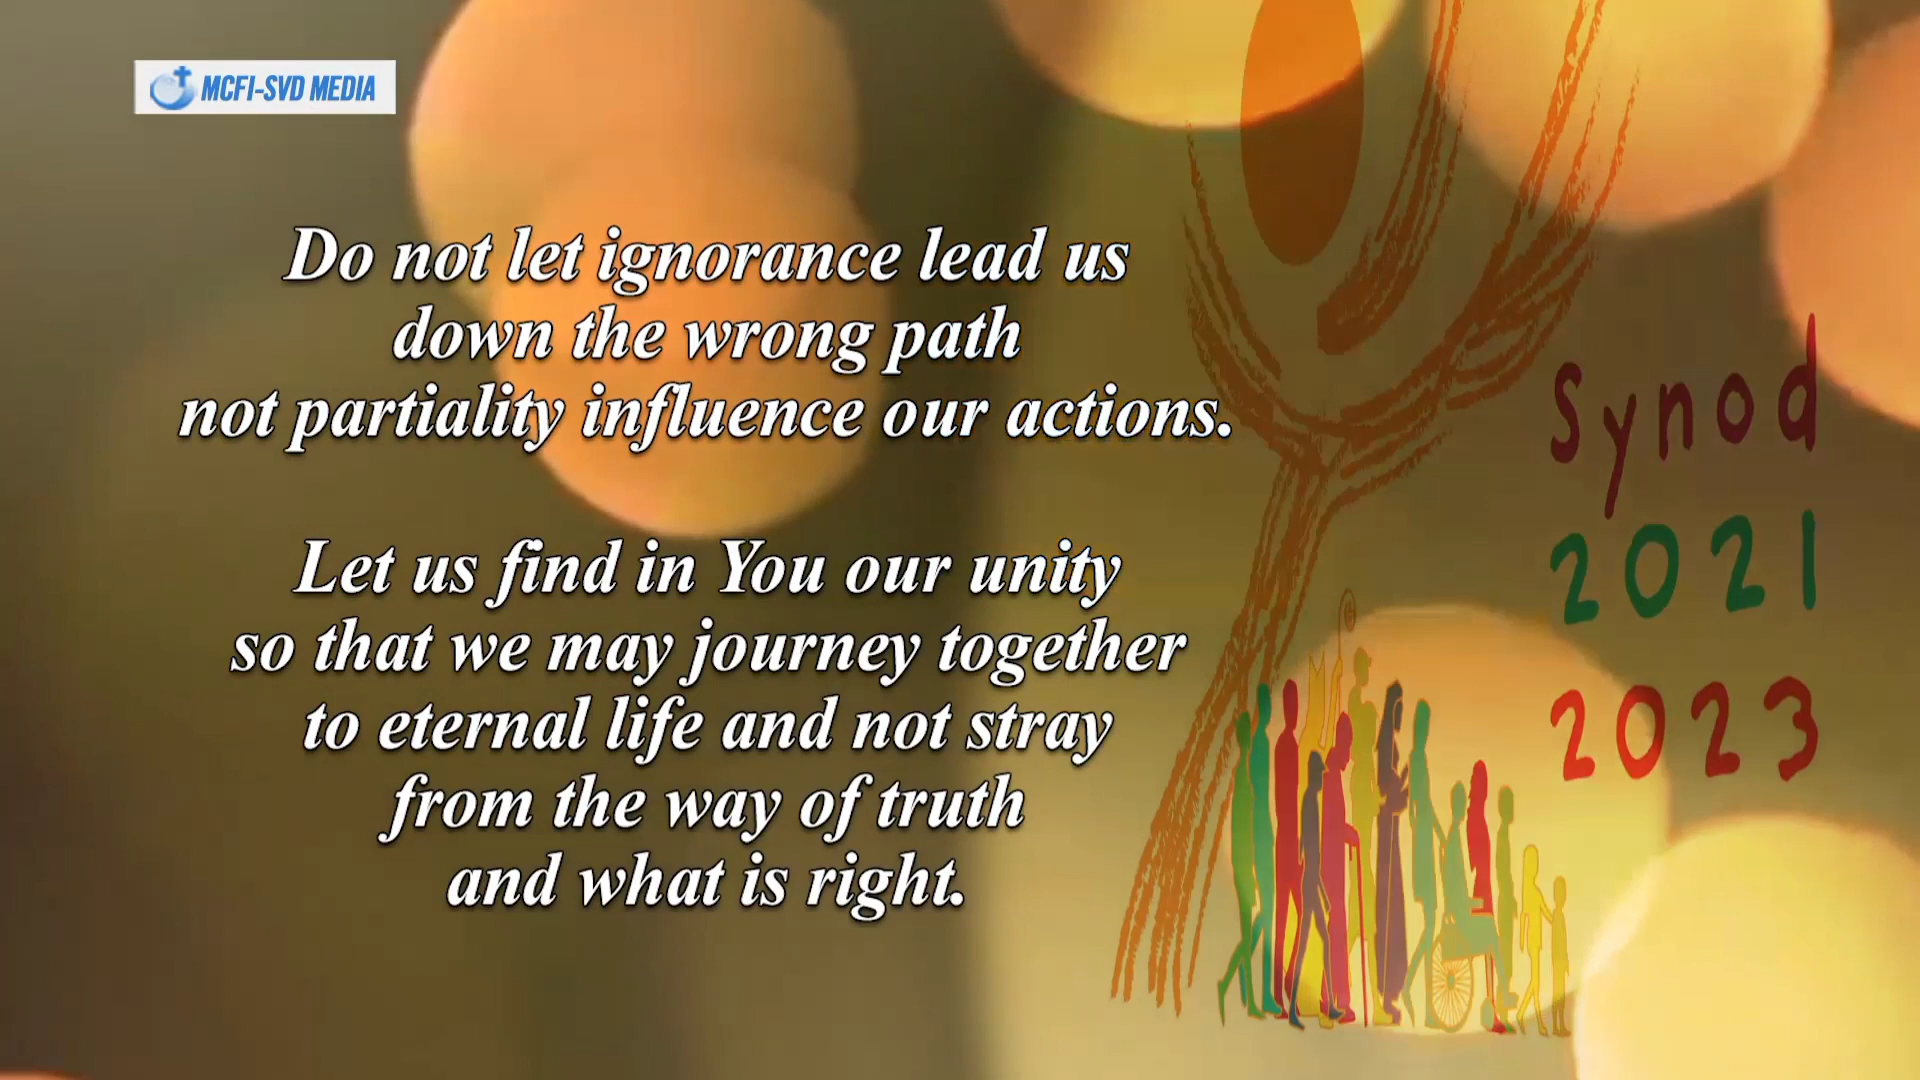 MCFI-SVD MEDIA
Do not let ignorance lead us
down the wrong path
not partiality influence our actions.
Let us find in You our unity
so that we may journey together
to eternal life and not stray
from the way of truth
and what is right.
Synod
2021
2023